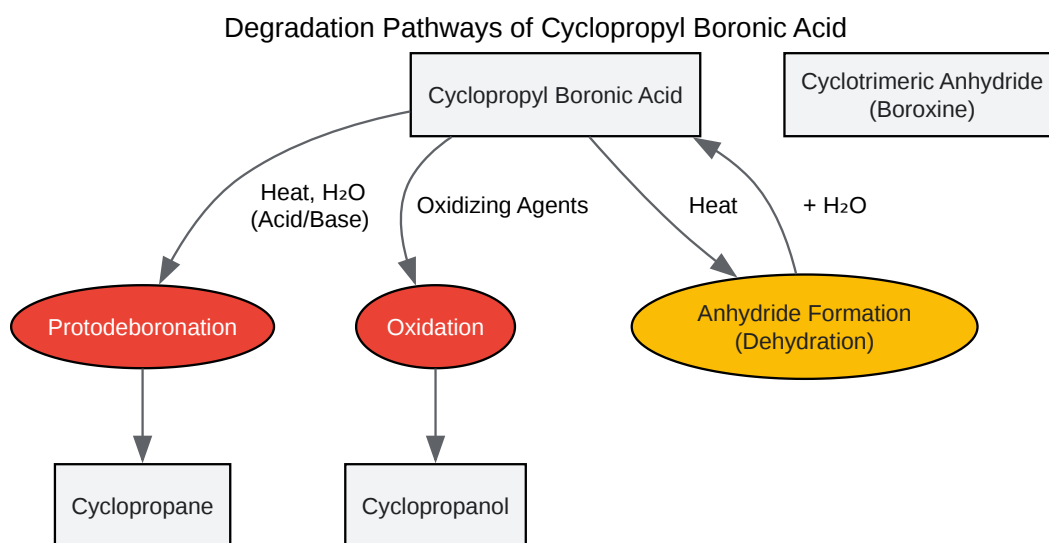 Degradation Pathways of Cyclopropyl Boronic Acid
Cyclopropyl Boronic Acid
Cyclotrimeric Anhydride
(Boroxine)
Heat, H₂O
(Acid/Base)
Oxidizing Agents
Heat
+ H₂O
Protodeboronation
Oxidation
Anhydride Formation
(Dehydration)
Cyclopropane
Cyclopropanol